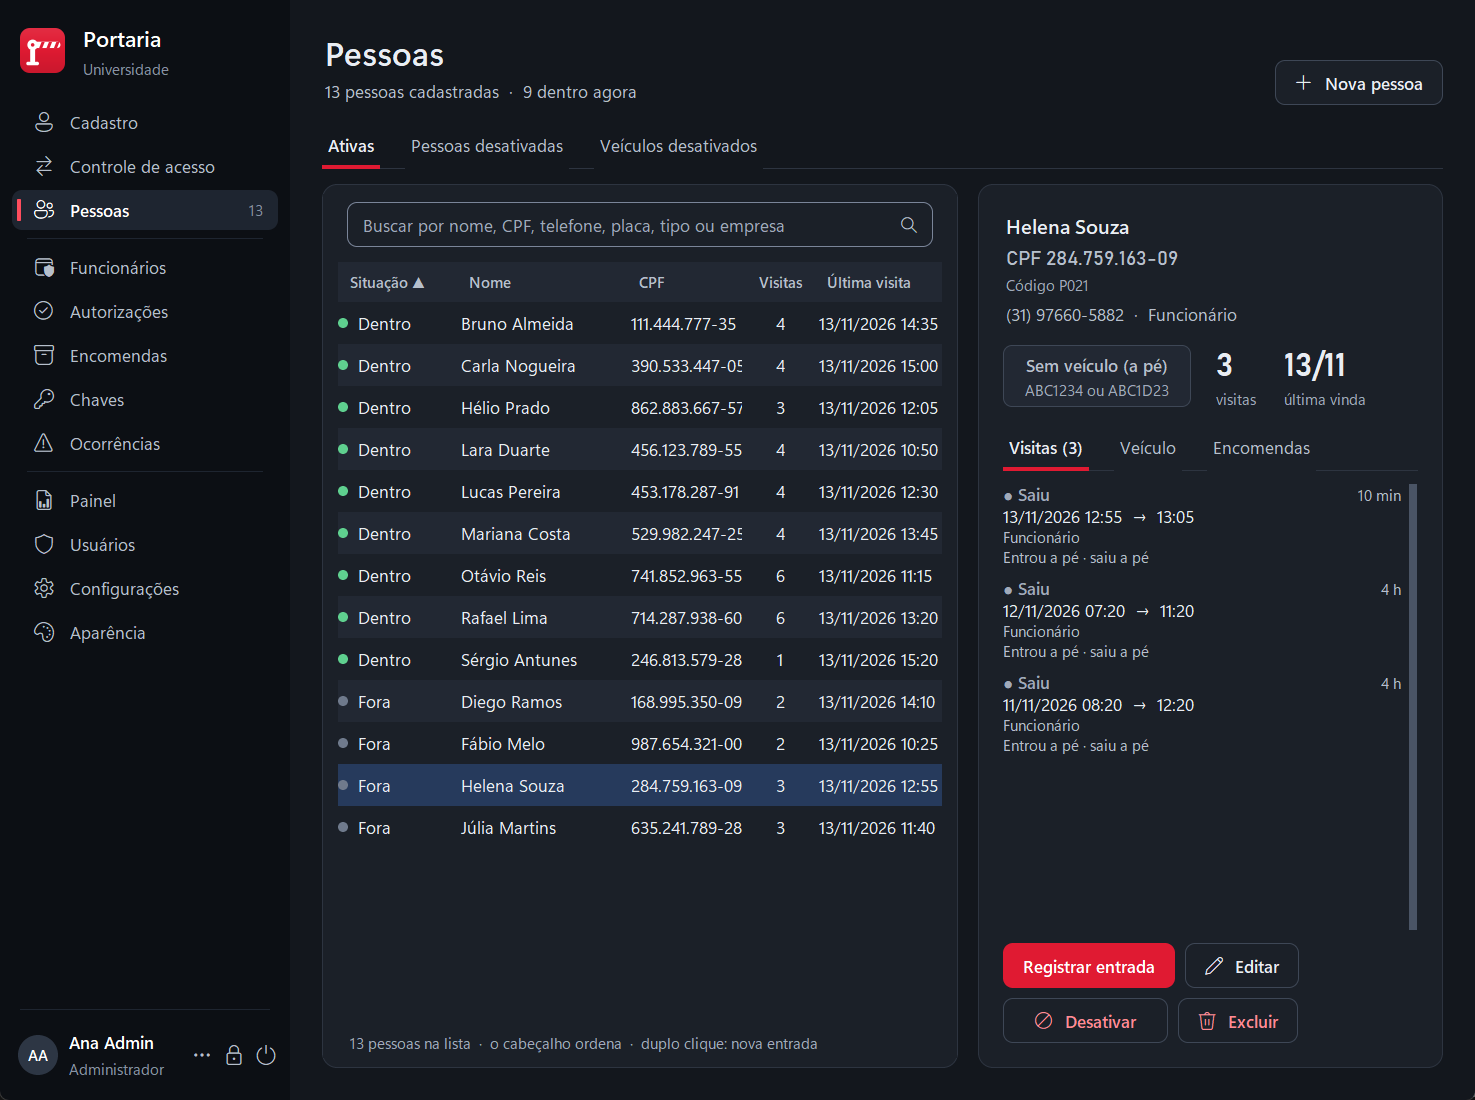 Portaria
Universidade
Cadastro
Controle de acesso
Pessoas 13
Funcionários
Autorizações
Encomendas
Chaves
Ocorrências
Painel
Usuários
Configurações
Aparência
AA
Ana Admin
Administrador
Pessoas
13 pessoas cadastradas · 9 dentro agora
Nova pessoa
Ativas Pessoas desativadas Veículos desativados
Buscar por nome, CPF, telefone, placa, tipo ou empresa
Situação ▲ Nome CPF Visitas Última visita
Dentro Bruno Almeida 111.444.777-35 4 13/11/2026 14:35
Dentro Carla Nogueira 390.533.447-05 4 13/11/2026 15:00
Dentro Hélio Prado 862.883.667-57 3 13/11/2026 12:05
Dentro Lara Duarte 456.123.789-55 4 13/11/2026 10:50
Dentro Lucas Pereira 453.178.287-91 4 13/11/2026 12:30
Dentro Mariana Costa 529.982.247-25 4 13/11/2026 13:45
Dentro Otávio Reis 741.852.963-55 6 13/11/2026 11:15
Dentro Rafael Lima 714.287.938-60 6 13/11/2026 13:20
Dentro Sérgio Antunes 246.813.579-28 1 13/11/2026 15:20
Fora Diego Ramos 168.995.350-09 2 13/11/2026 14:10
Fora Fábio Melo 987.654.321-00 2 13/11/2026 10:25
Fora Helena Souza 284.759.163-09 3 13/11/2026 12:55
Fora Júlia Martins 635.241.789-28 3 13/11/2026 11:40
13 pessoas na lista · o cabeçalho ordena · duplo clique: nova entrada
Helena Souza
CPF 284.759.163-09
Código P021
(31) 97660-5882 · Funcionário
Sem veículo (a pé)
ABC1234 ou ABC1D23
3
visitas
13/11
última vinda
Visitas (3) Veículo Encomendas
● Saiu 10 min
13/11/2026 12:55 → 13:05
Funcionário
Entrou a pé · saiu a pé
● Saiu 4 h
12/11/2026 07:20 → 11:20
Funcionário
Entrou a pé · saiu a pé
● Saiu 4 h
11/11/2026 08:20 → 12:20
Funcionário
Entrou a pé · saiu a pé
Registrar entrada
Editar
Desativar
Excluir